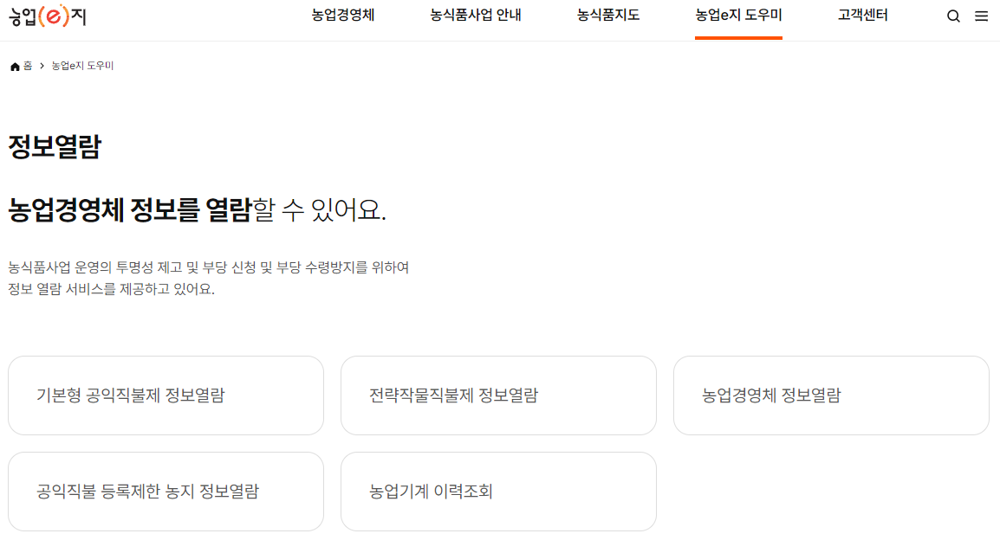 농업(e)지
농업경영체
농식품사업 안내
농식품지도
농업e지 도우미
고객센터
홈 > 농업e지 도우미
정보열람
농업경영체 정보를 열람할 수 있어요.
농식품사업 운영의 투명성 제고 및 부당 신청 및 부당 수령방지를 위하여
정보 열람 서비스를 제공하고 있어요.
기본형 공익직불제 정보열람
전략작물직불제 정보열람
농업경영체 정보열람
공익직불 등록제한 농지 정보열람
농업기계 이력조회